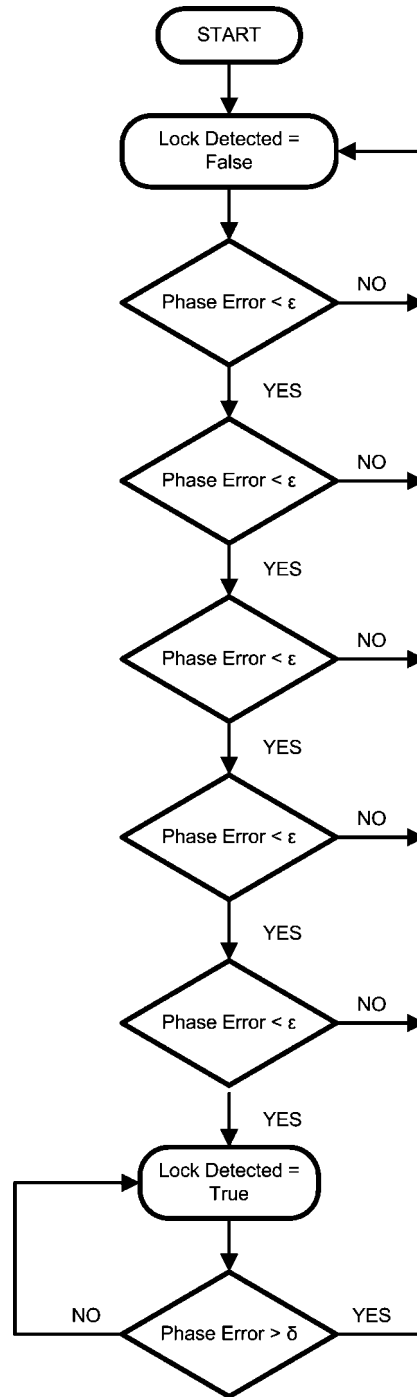 START
Lock Detected =
False
Phase Error < ε
NO
YES
Phase Error < ε
NO
YES
Phase Error < ε
NO
YES
Phase Error < ε
NO
YES
Phase Error < ε
NO
YES
Lock Detected =
True
NO
Phase Error > δ
YES